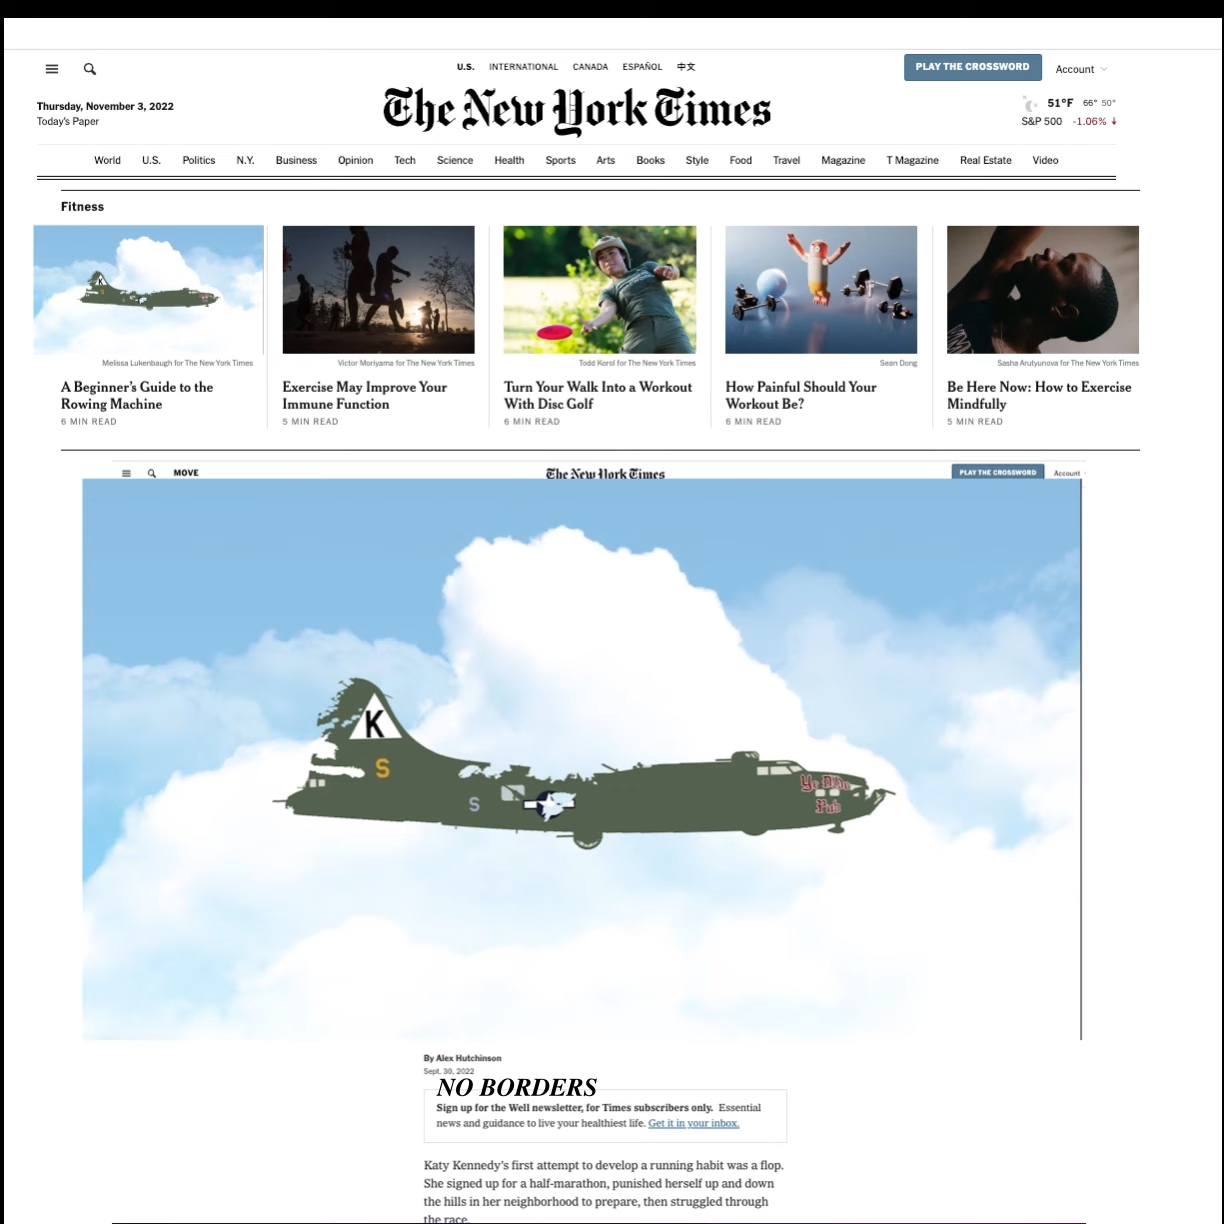 U.S. INTERNATIONAL CANADA ESPAÑOL 中文
PLAY THE CROSSWORD
Account
Thursday, November 3, 2022
Today's Paper
The New York Times
51°F 66° 50°
S&P 500 -1.06% ↓
World U.S. Politics N.Y. Business Opinion Tech Science Health Sports Arts Books Style Food Travel Magazine T Magazine Real Estate Video
Fitness
K
S
Melissa Lukenbaugh for The New York Times
A Beginner's Guide to the
Rowing Machine
6 MIN READ
Victor Moriyama for The New York Times
Exercise May Improve Your
Immune Function
5 MIN READ
Todd Korol for The New York Times
Turn Your Walk Into a Workout
With Disc Golf
6 MIN READ
Sean Dong
How Painful Should Your
Workout Be?
6 MIN READ
Sasha Arutyunova for The New York Times
Be Here Now: How to Exercise
Mindfully
5 MIN READ
MOVE
The New York Times
PLAY THE CROSSWORD
Account
K
S
S
Ye Olde
Pub
By Alex Hutchinson
Sept. 30, 2022
NO BORDERS
Sign up for the Well newsletter, for Times subscribers only. Essential
news and guidance to live your healthiest life. Get it in your inbox.
Katy Kennedy's first attempt to develop a running habit was a flop.
She signed up for a half-marathon, punished herself up and down
the hills in her neighborhood to prepare, then struggled through
the race.